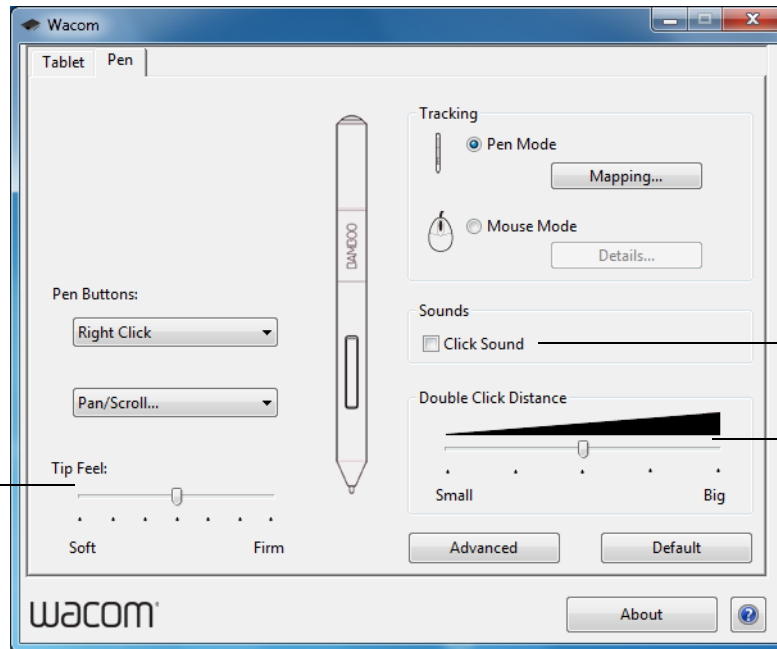 Wacom
Tablet
Pen
BAMBOO
Pen Buttons:
Right Click
Pan/Scroll...
Tip Feel:
Soft
Firm
Tracking
Pen Mode
Mapping...
Mouse Mode
Details...
Sounds
Click Sound
Double Click Distance
Small
Big
Advanced
Default
wacom
About
?